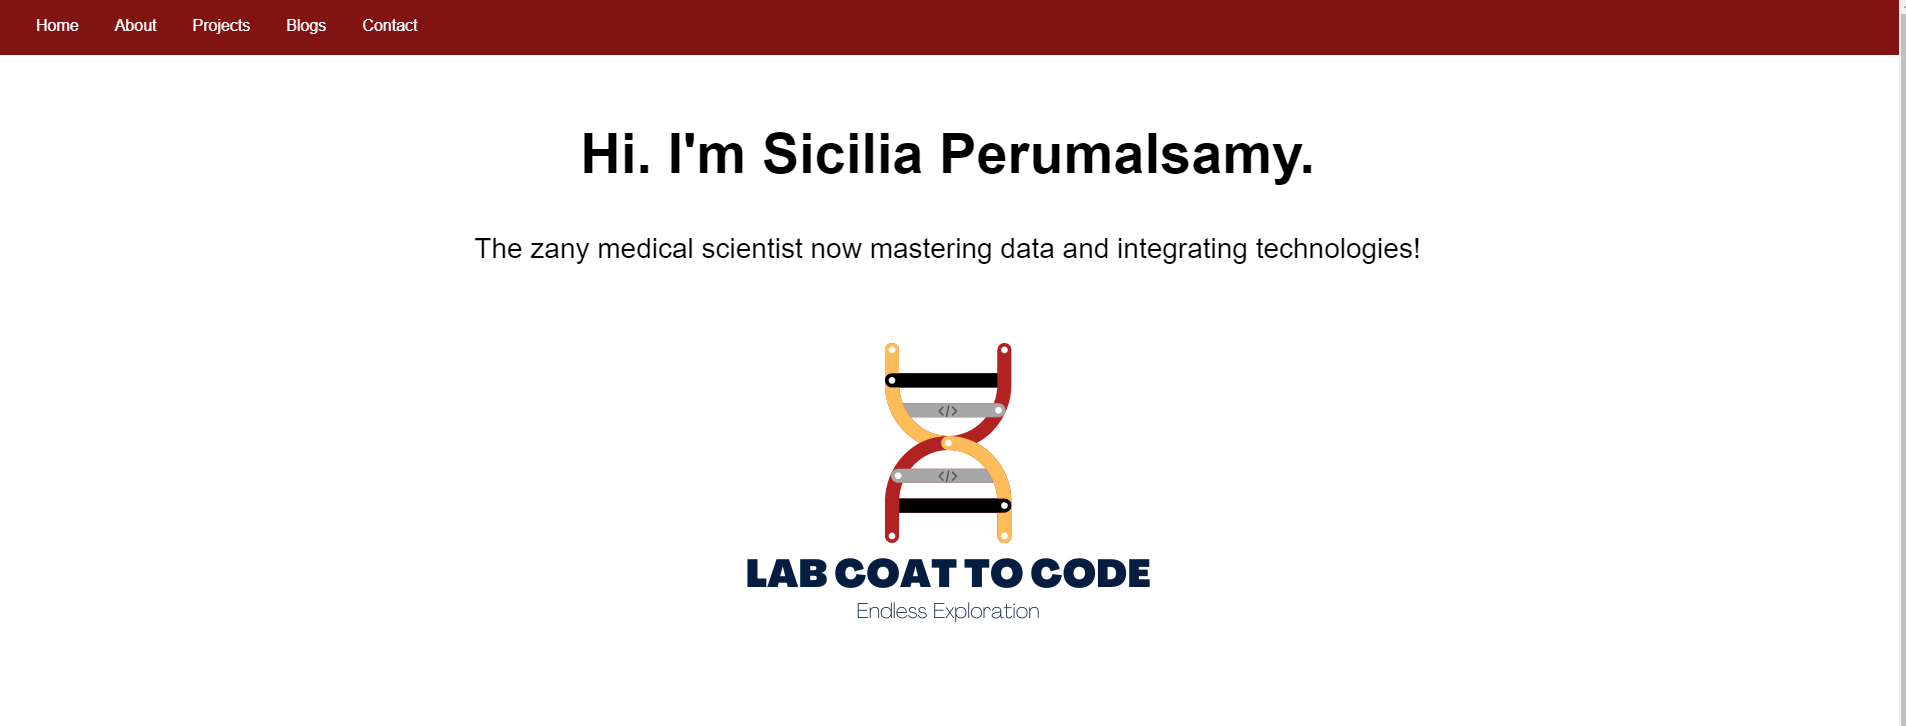 Home About Projects Blogs Contact
Hi. I'm Sicilia Perumalsamy.
The zany medical scientist now mastering data and integrating technologies!
</>
</>
LAB COAT TO CODE
Endless Exploration